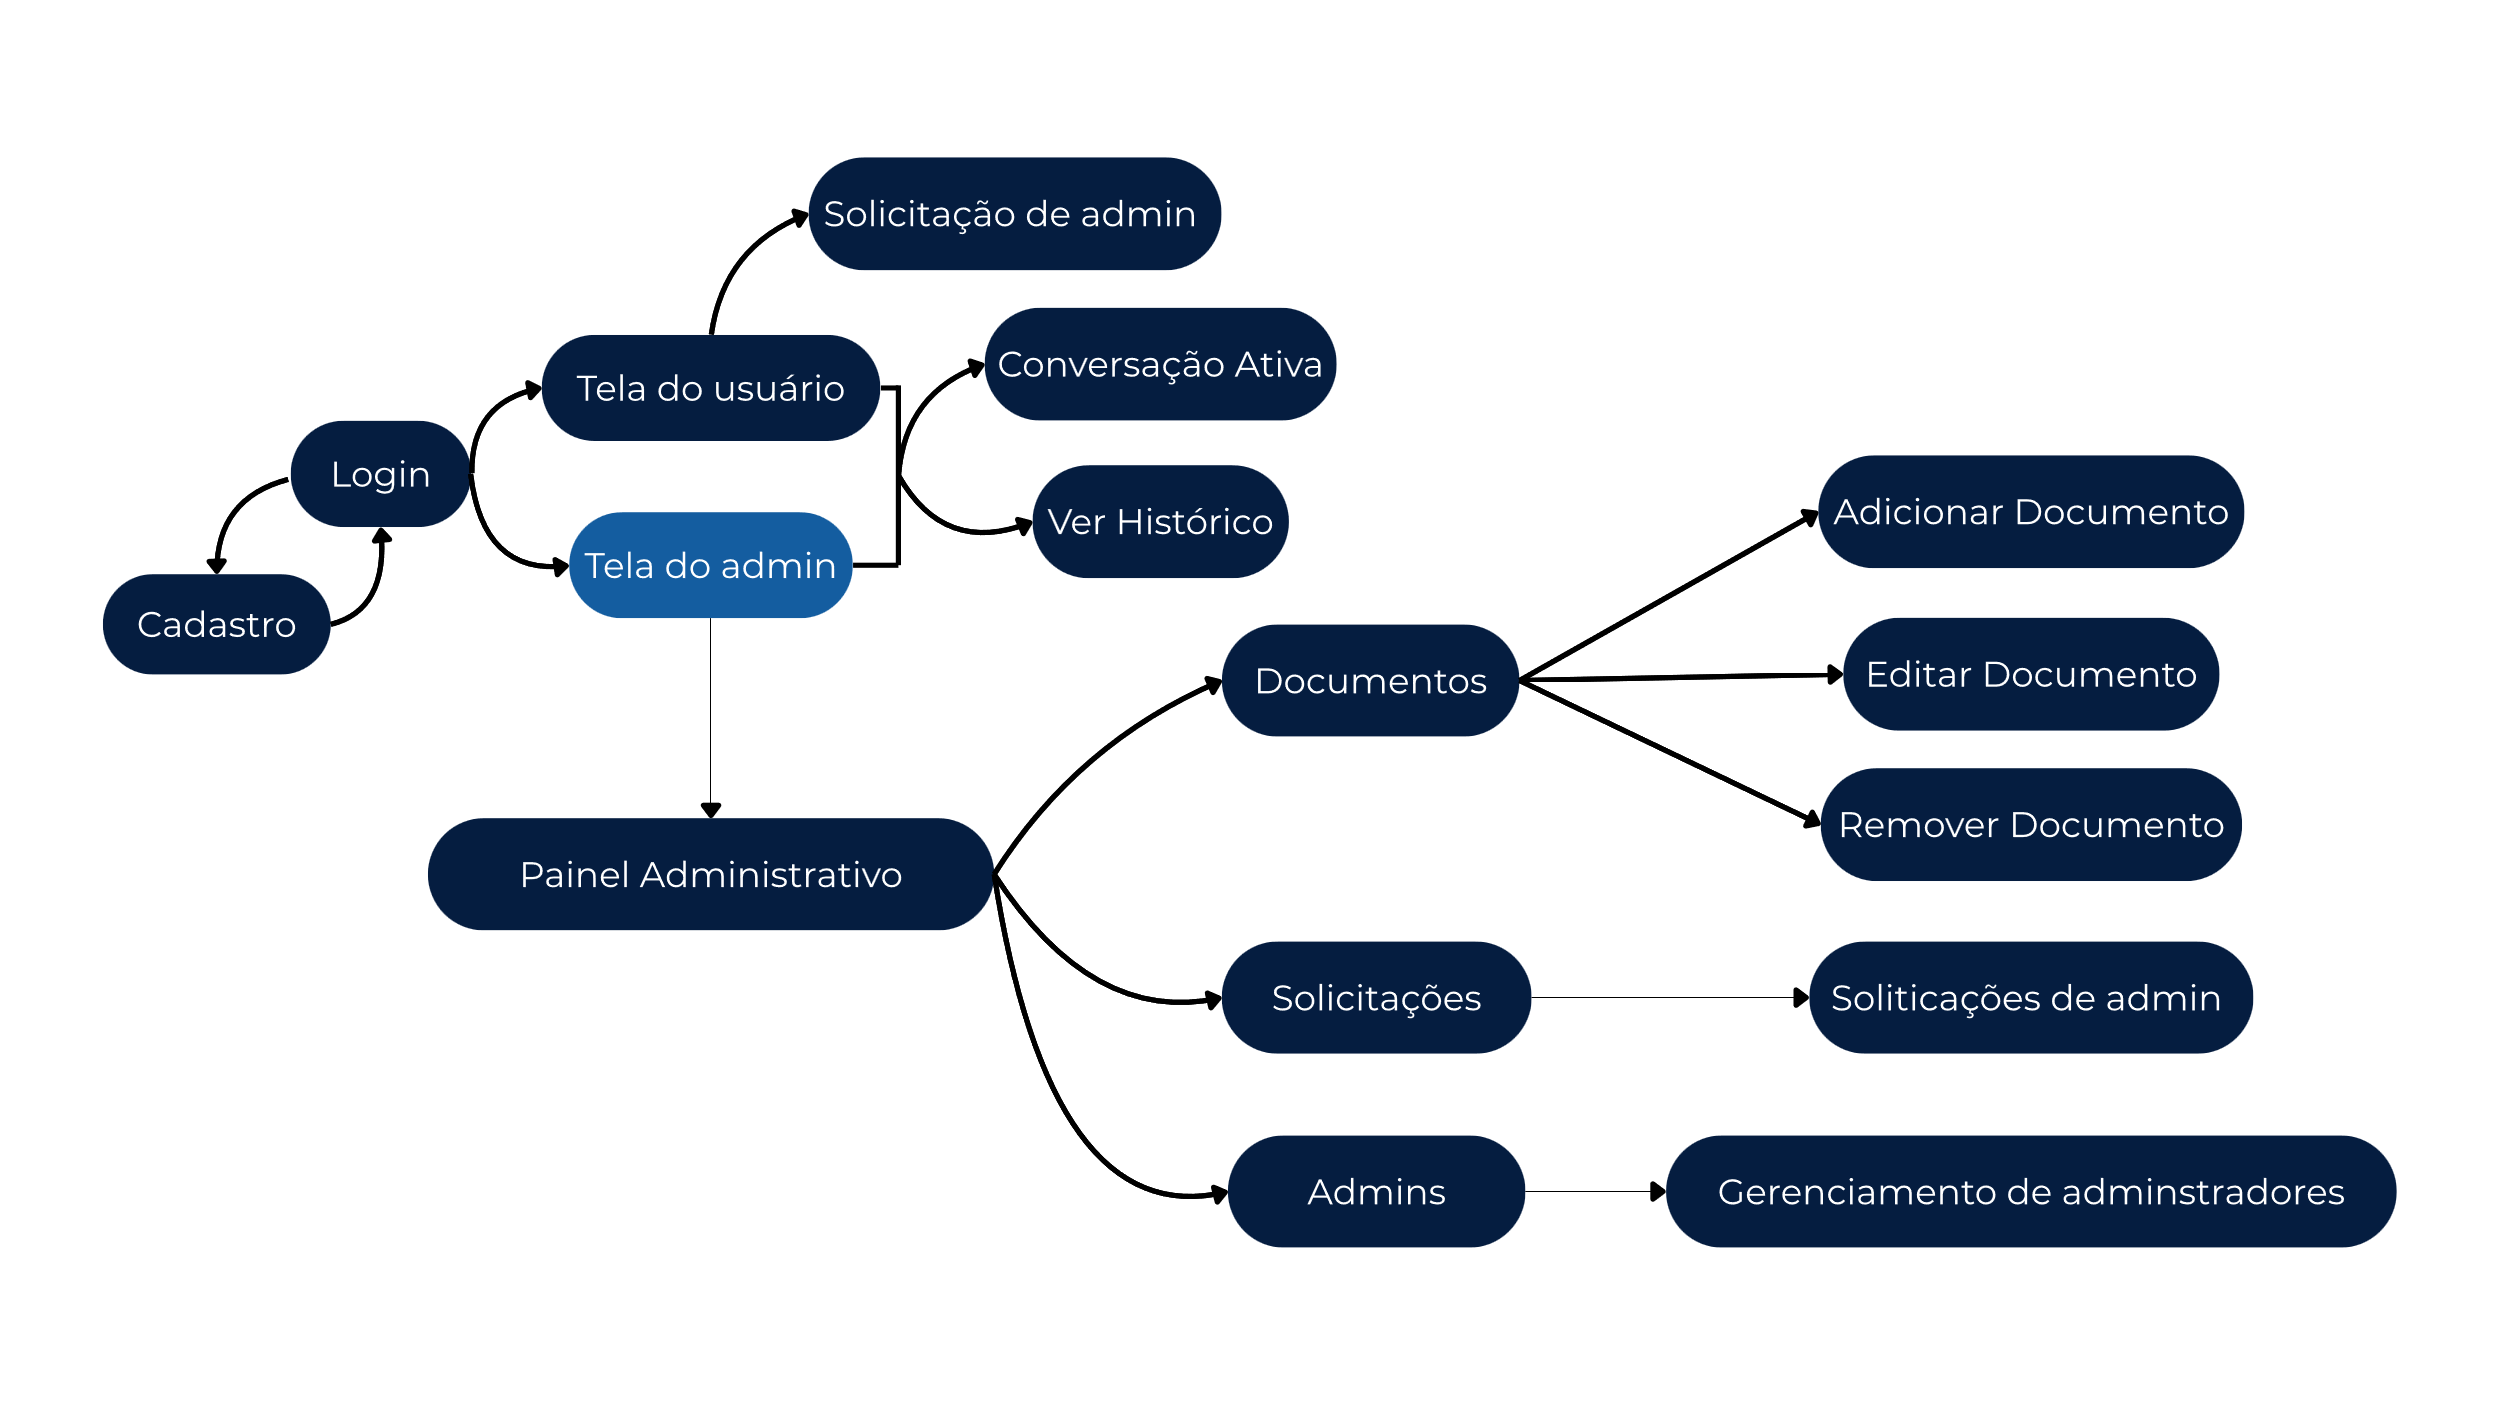 Solicitação de admin
Conversação Ativa
Tela do usuário
Login
Ver Histórico
Adicionar Documento
Tela do admin
Cadastro
Documentos
Editar Documento
Remover Documento
Painel Administrativo
Solicitações
Soliticações de admin
Admins
Gerenciamento de adminstradores